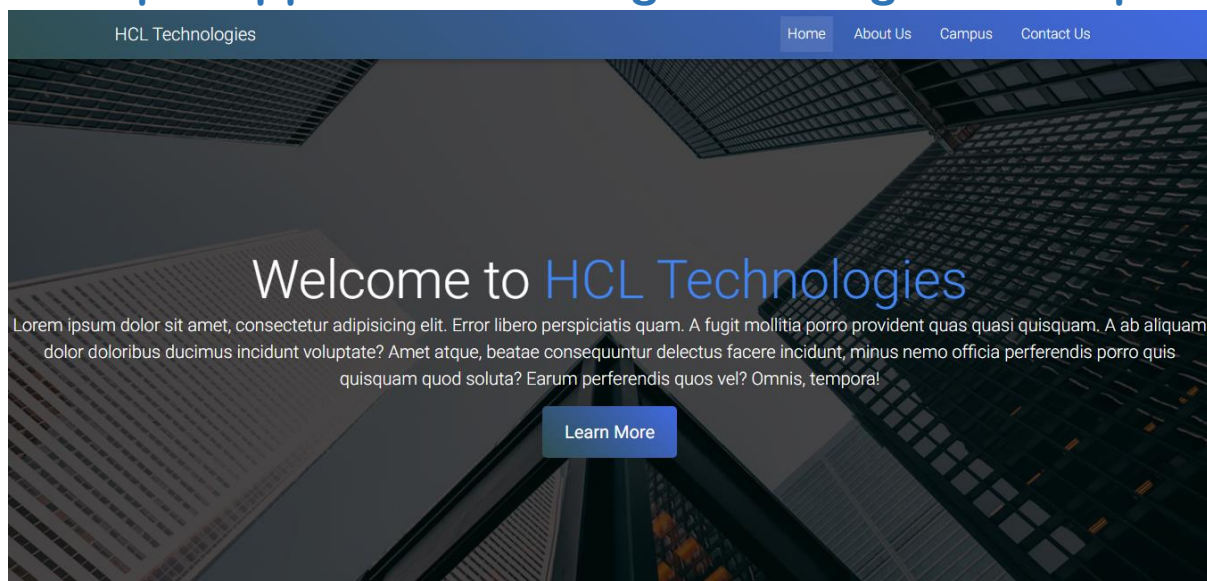 HCL Technologies
Home About Us Campus Contact Us
Welcome to HCL Technologies
Lorem ipsum dolor sit amet, consectetur adipisicing elit. Error libero perspiciatis quam. A fugit mollitia porro provident quas quasi quisquam. A ab aliquam
dolor doloribus ducimus incidunt voluptate? Amet atque, beatae consequuntur delectus facere incidunt, minus nemo officia perferendis porro quis
quisquam quod soluta? Earum perferendis quos vel? Omnis, tempora!
Learn More